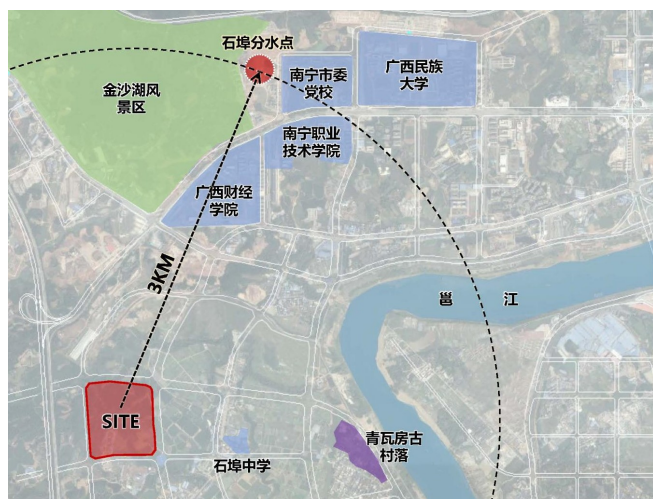 石埠分水点
南宁市委
党校
广西民族
大学
金沙湖风
景区
南宁职业
技术学院
广西财经
学院
3KM
邕 江
SITE
青瓦房古
村落
石埠中学